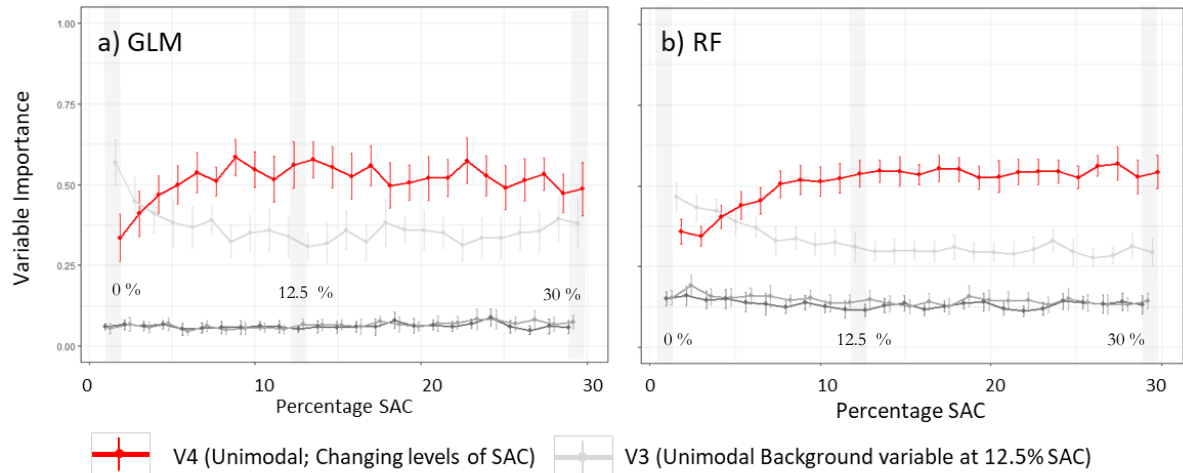 a) GLM
b) RF
1.00
0.75
0.50
0.25
0.00
Variable Importance
0 %
12.5 %
30 %
0 %
12.5 %
30 %
0 10 20 30
0 10 20 30
Percentage SAC
Percentage SAC
V4 (Unimodal; Changing levels of SAC)
V3 (Unimodal Background variable at 12.5% SAC)